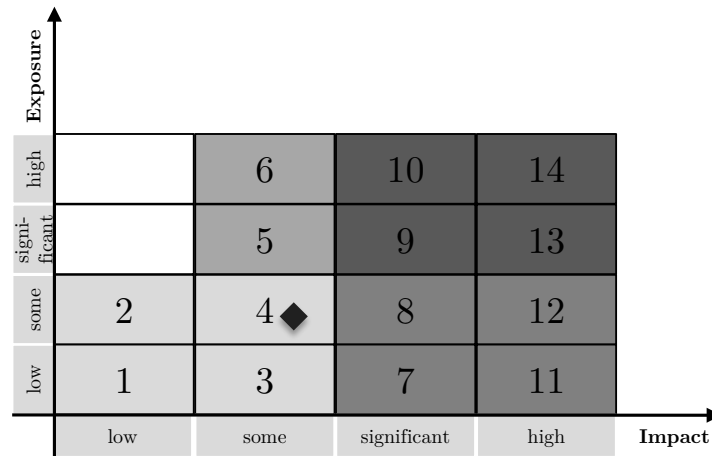 Exposure
high
6 10 14
signi-
ficant
5 9 13
some
2 4 8 12
low
1 3 7 11
low some significant high Impact